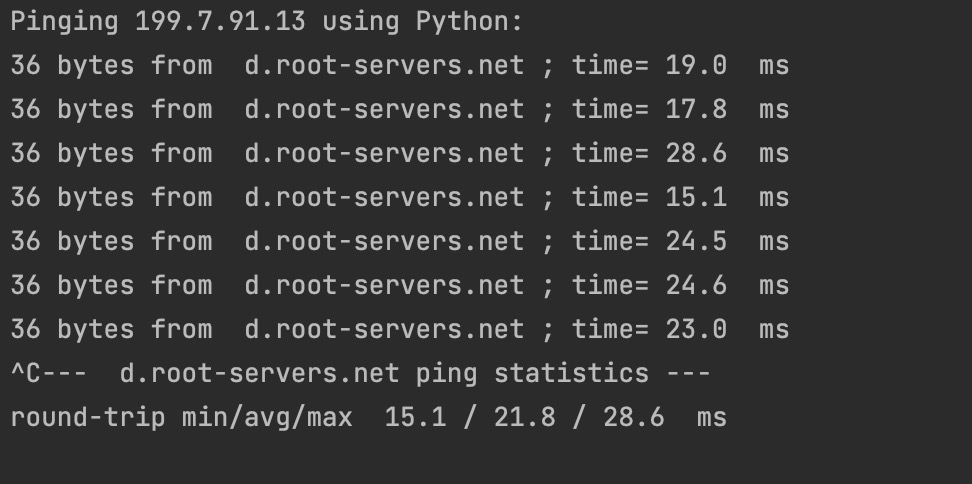 Pinging 199.7.91.13 using Python:
36 bytes from  d.root-servers.net ; time= 19.0  ms
36 bytes from  d.root-servers.net ; time= 17.8  ms
36 bytes from  d.root-servers.net ; time= 28.6  ms
36 bytes from  d.root-servers.net ; time= 15.1  ms
36 bytes from  d.root-servers.net ; time= 24.5  ms
36 bytes from  d.root-servers.net ; time= 24.6  ms
36 bytes from  d.root-servers.net ; time= 23.0  ms
^C---  d.root-servers.net ping statistics ---
round-trip min/avg/max  15.1 / 21.8 / 28.6  ms